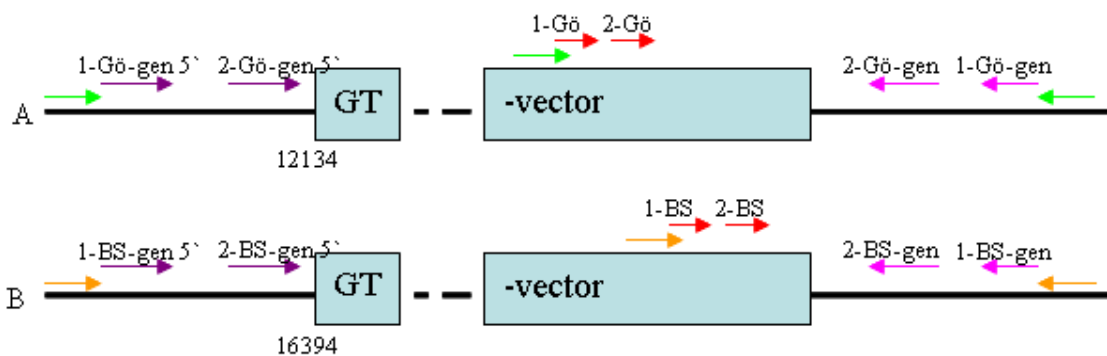 1-Gö 2-Gö
1-Gö-gen 5` 2-Gö-gen 5` 2-Gö-gen 1-Gö-gen
A GT -vector
12134
1-BS 2-BS
1-BS-gen 5` 2-BS-gen 5` 2-BS-gen 1-BS-gen
B GT -vector
16394